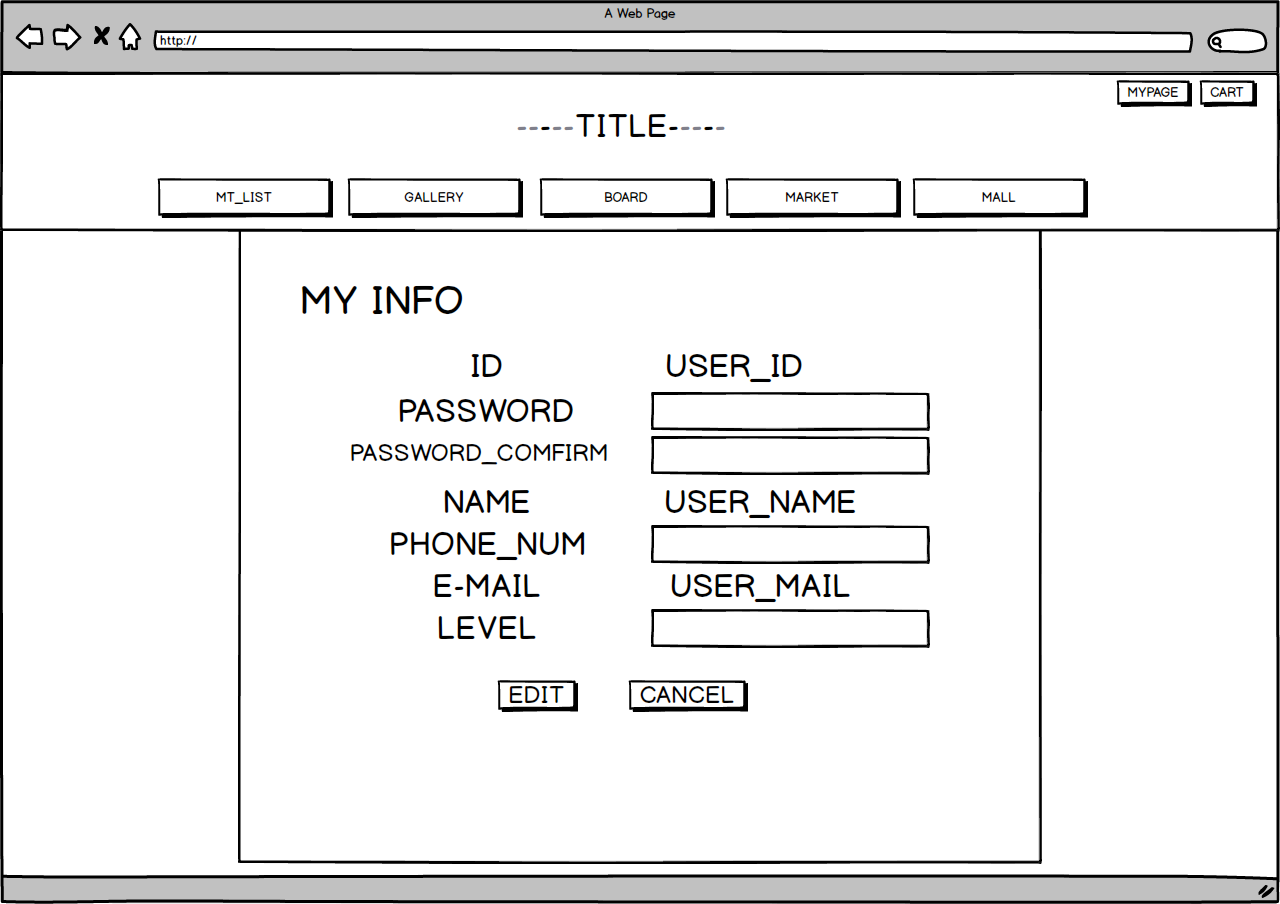 A Web Page
http://
MYPAGE CART
-----TITLE-----
MT_LIST GALLERY BOARD MARKET MALL
MY INFO
ID USER_ID
PASSWORD
PASSWORD_COMFIRM
NAME USER_NAME
PHONE_NUM
E-MAIL USER_MAIL
LEVEL
EDIT CANCEL